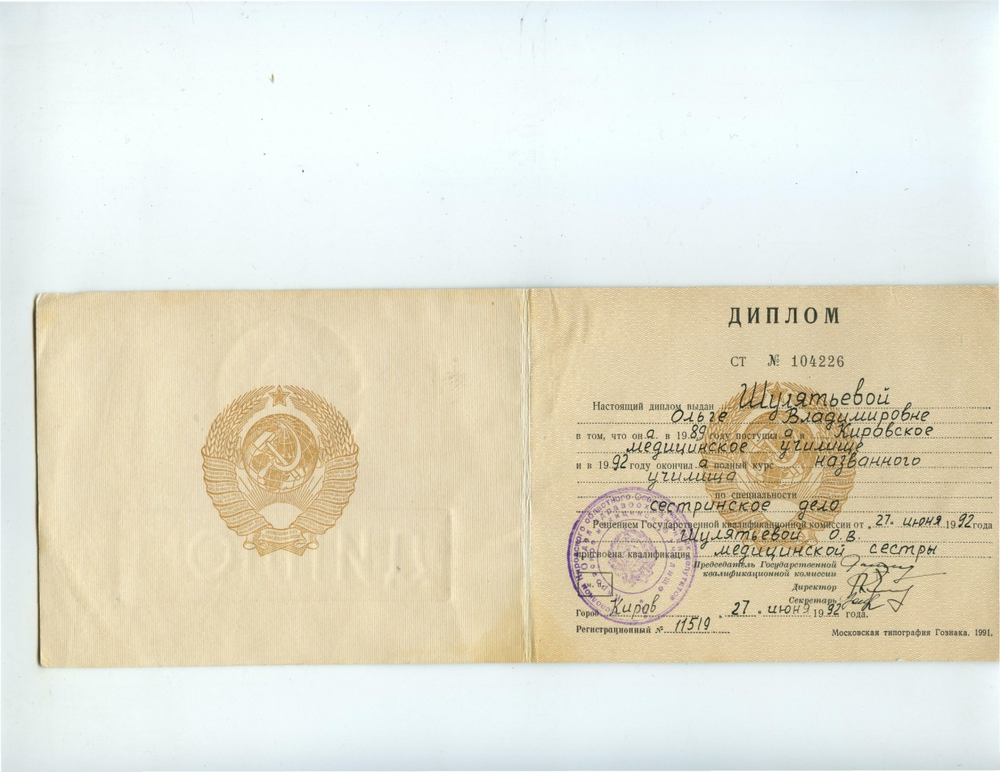 ДИПЛОМ
СТ № 104226
Настоящий диплом выдан Шулятьевой
Ольге Владимировне
в том, что она в 1989 году поступила в Кировское
медицинское училище
и в 1992 году окончила полный курс названного
училища
по специальности
сестринское дело
Решением Государственной квалификационной комиссии от „27“ июня 1992 года
Шулятьевой О.В.
присвоена квалификация медицинской сестры
Председатель Государственной
квалификационной комиссии
Директор
Секретарь
М. П.
Город Киров „27“ июня 1992 года.
Регистрационный № 11519
Московская типография Гознака. 1991.